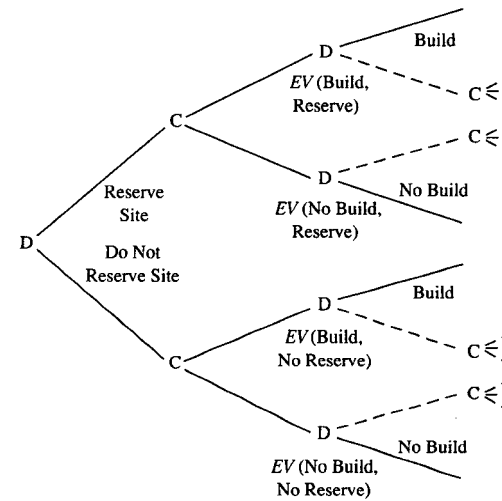 D
Build
EV (Build,
Reserve)
C
C
C
D
No Build
EV (No Build,
Reserve)
Reserve
Site
D
Do Not
Reserve Site
D
Build
EV (Build,
No Reserve)
C
C
C
D
No Build
EV (No Build,
No Reserve)